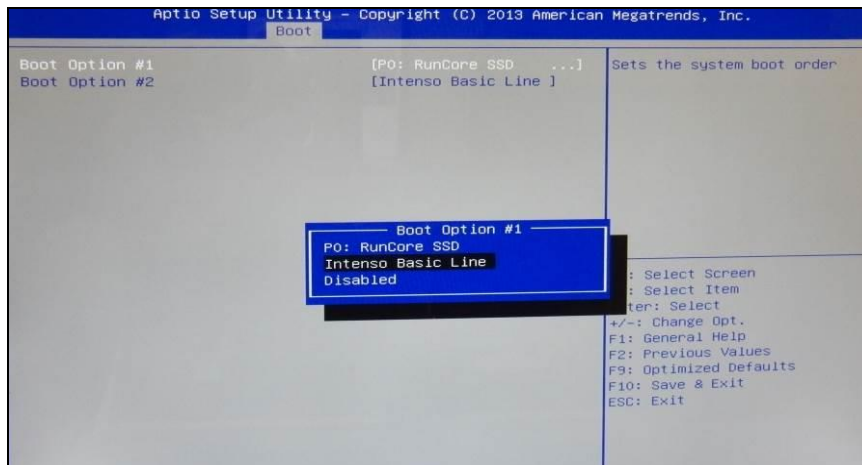 Aptio Setup Utility – Copyright (C) 2013 American Megatrends, Inc.
Boot
Boot Option #1 [P0: RunCore SSD ...]
Boot Option #2 [Intenso Basic Line ]
Sets the system boot order
Boot Option #1
P0: RunCore SSD
Intenso Basic Line
Disabled
: Select Screen
: Select Item
ter: Select
+/-: Change Opt.
F1: General Help
F2: Previous Values
F9: Optimized Defaults
F10: Save & Exit
ESC: Exit